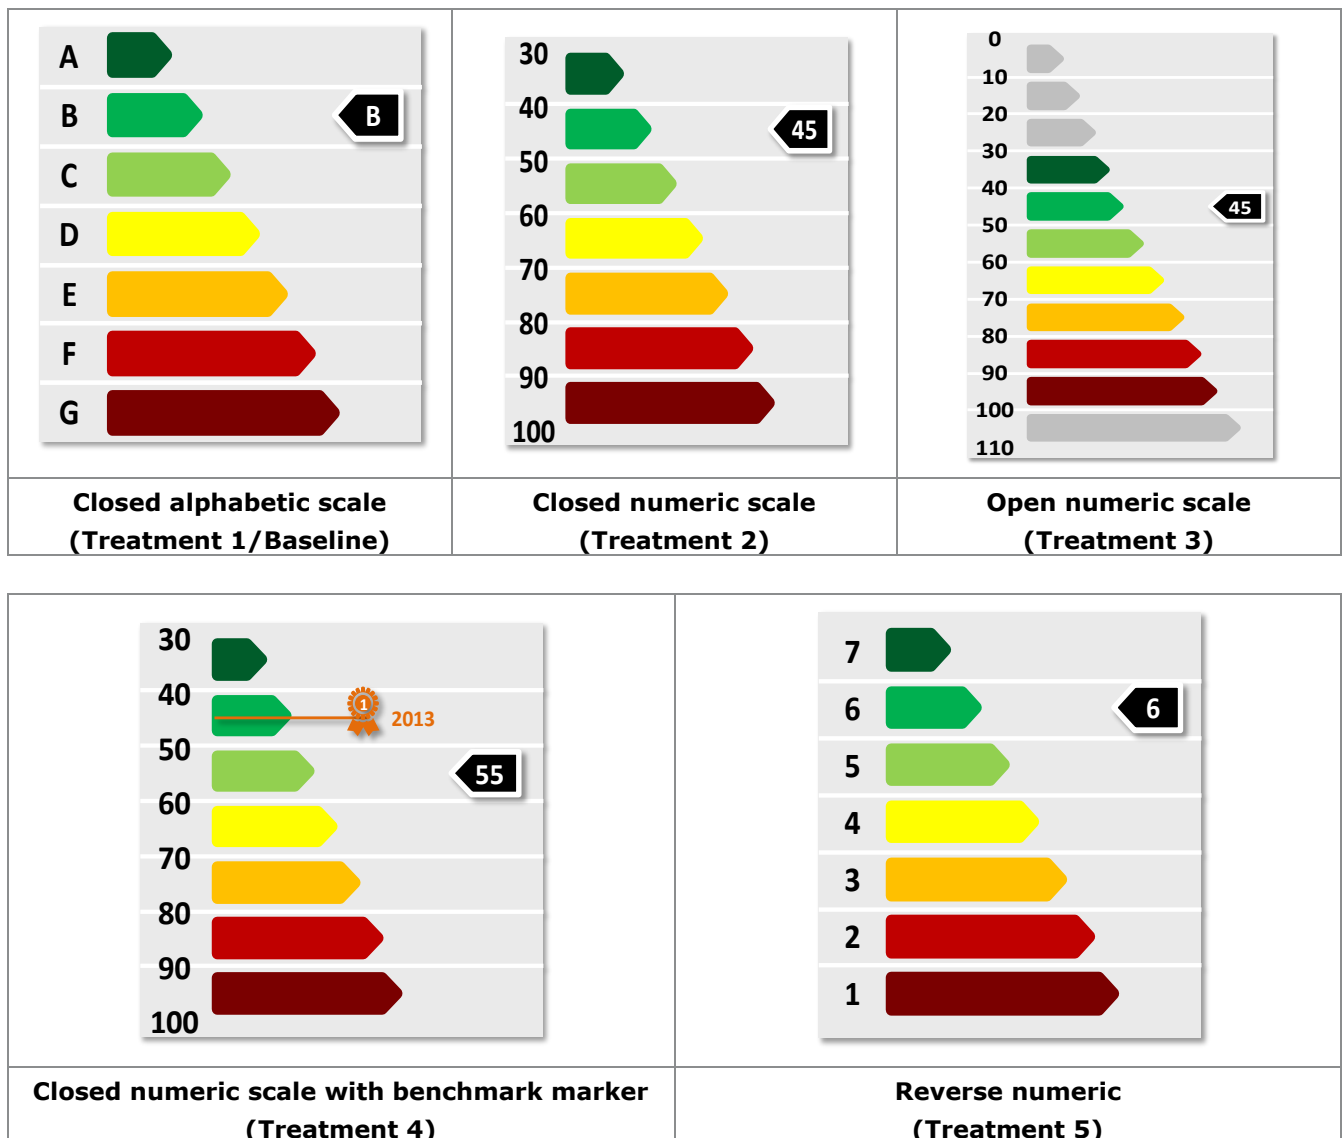 A
B
B
C
D
E
F
G
30
40
45
50
60
70
80
90
100
0
10
20
30
40
45
50
60
70
80
90
100
110
Closed alphabetic scale
(Treatment 1/Baseline)
Closed numeric scale
(Treatment 2)
Open numeric scale
(Treatment 3)
30
40
1
2013
50
55
60
70
80
90
100
7
6
6
5
4
3
2
1
Closed numeric scale with benchmark marker
(Treatment 4)
Reverse numeric
(Treatment 5)